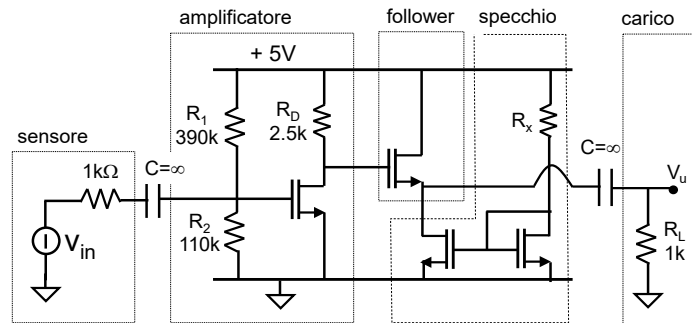 amplificatore
follower
specchio
carico
+ 5V
R1
390k
RD
2.5k
Rx
sensore
1kΩ
C=∞
C=∞
Vu
R2
110k
Vin
RL
1k